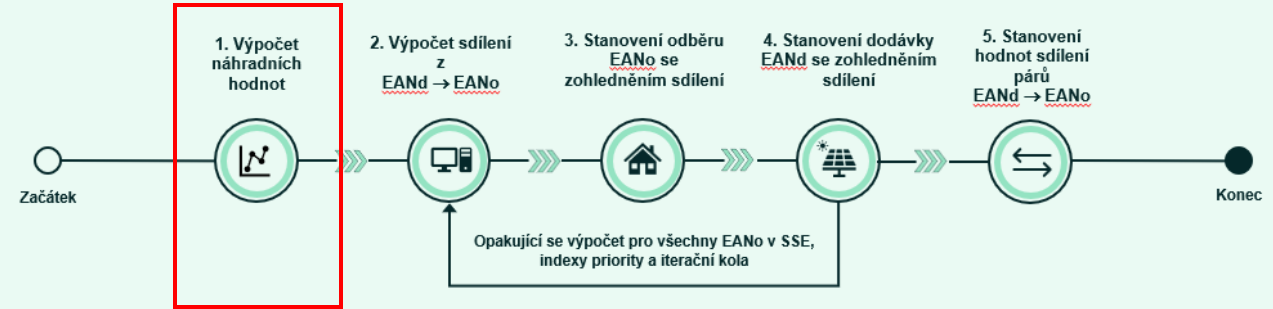 1. Výpočet
náhradních
hodnot
2. Výpočet sdílení
z
EANd → EANo
3. Stanovení odběru
EANo se
zohledněním sdílení
4. Stanovení dodávky
EANd se zohledněním
sdílení
5. Stanovení
hodnot sdílení
párů
EANd → EANo
Začátek
Konec
Opakující se výpočet pro všechny EANo v SSE,
indexy priority a iterační kola